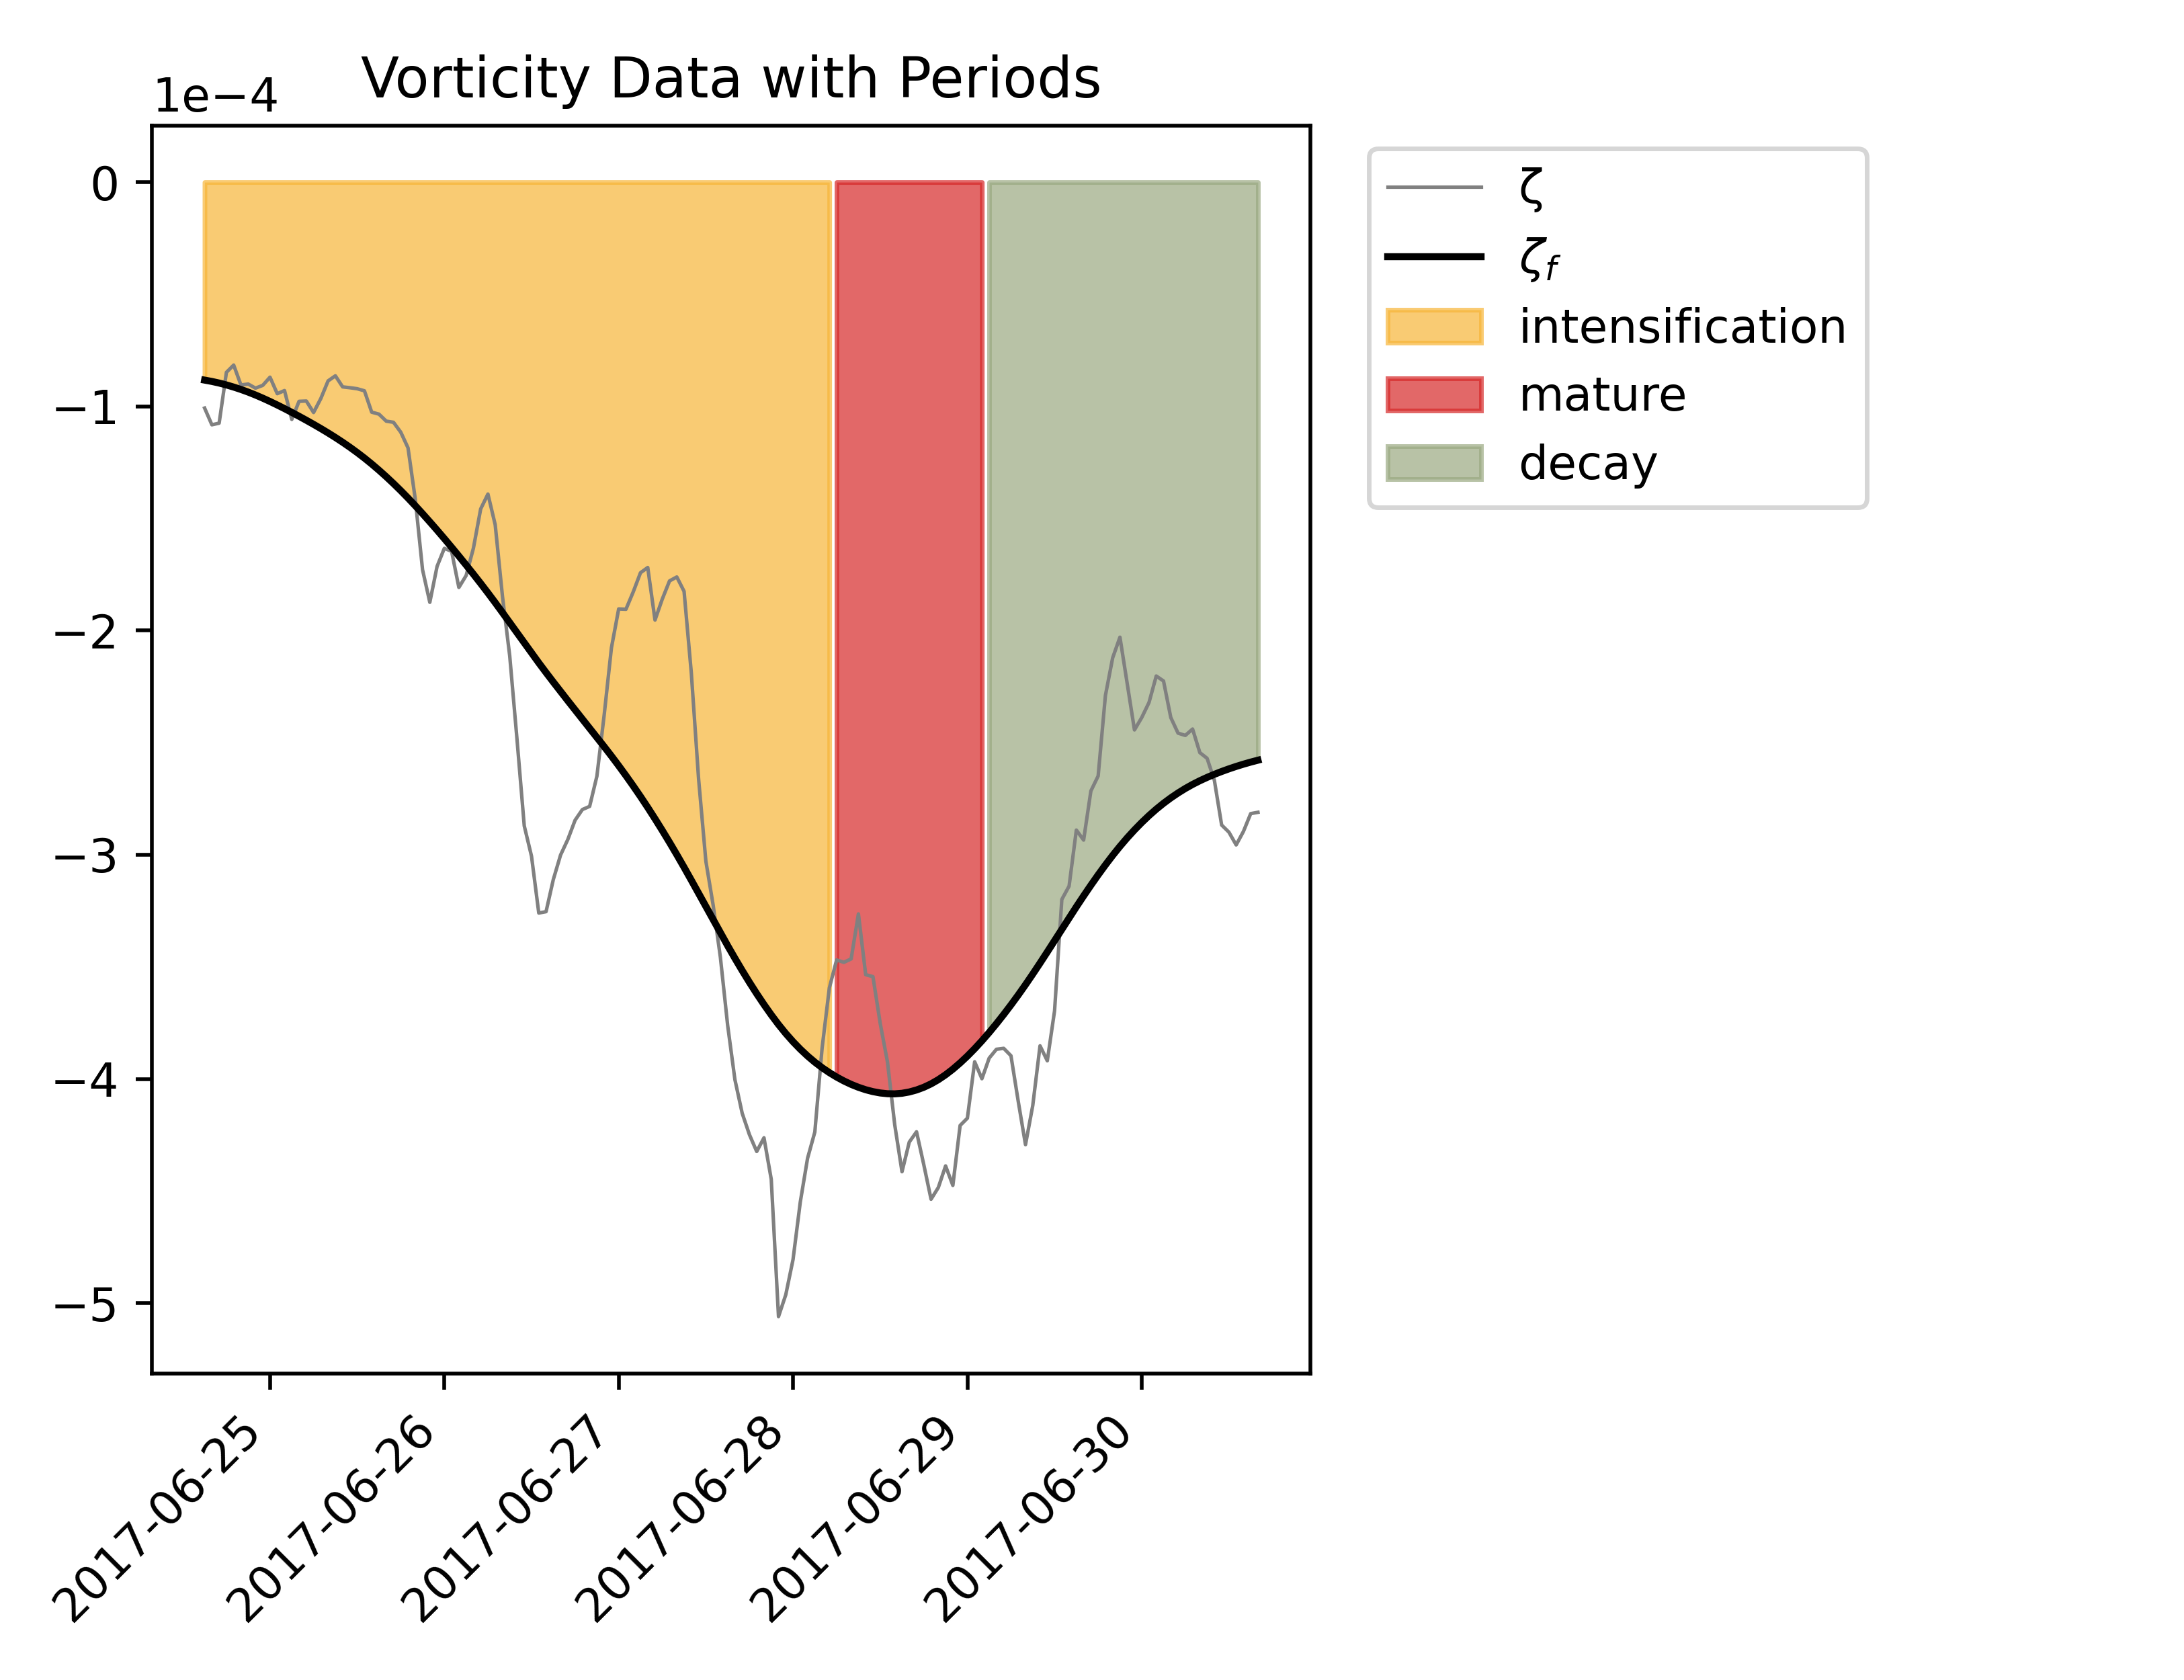 Vorticity Data with Periods
1e−4
0
−1
−2
−3
−4
−5
2017-06-25
2017-06-26
2017-06-27
2017-06-28
2017-06-29
2017-06-30
ζ
ζf
intensification
mature
decay